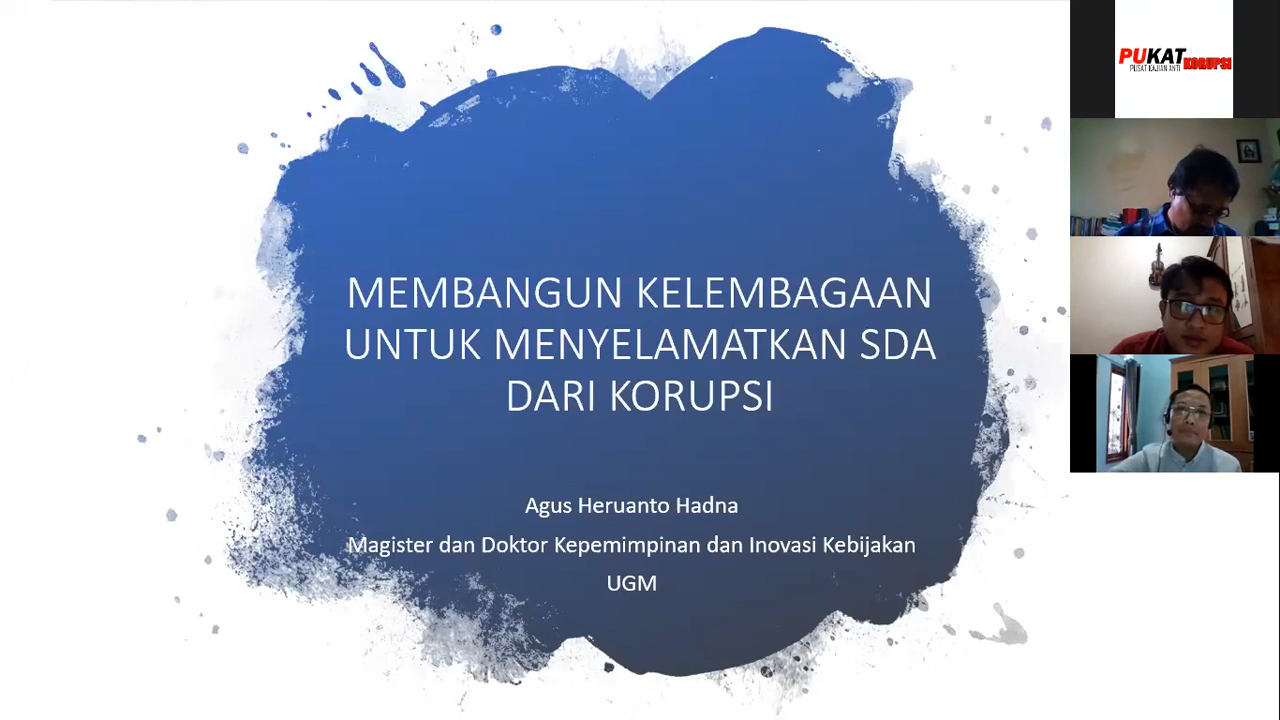 MEMBANGUN KELEMBAGAAN
UNTUK MENYELAMATKAN SDA
DARI KORUPSI
Agus Heruanto Hadna
Magister dan Doktor Kepemimpinan dan Inovasi Kebijakan
UGM
PUKAT
PUSAT KAJIAN ANTI KORUPSI